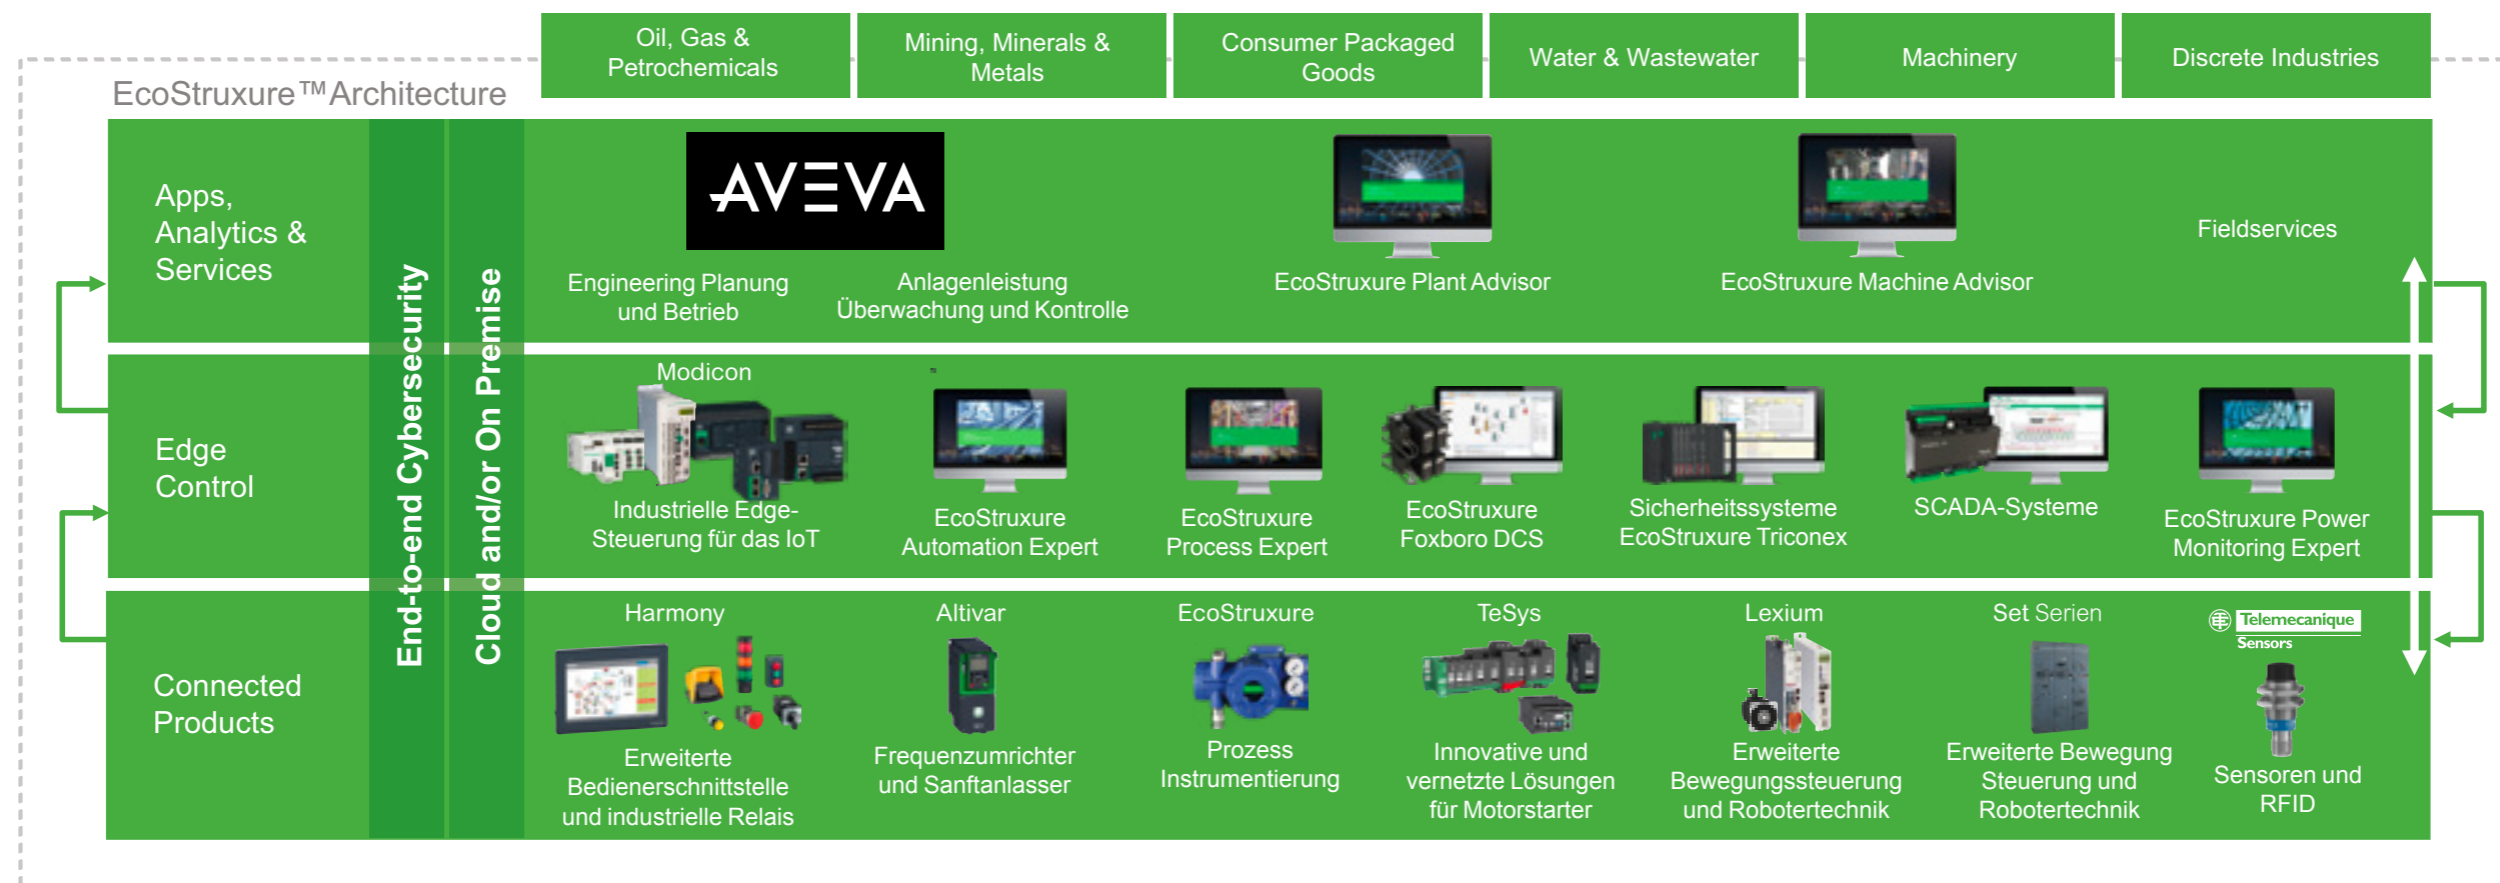 Oil, Gas &
Petrochemicals
Mining, Minerals &
Metals
Consumer Packaged
Goods
Water & Wastewater
Machinery
Discrete Industries
EcoStruxure™Architecture
Apps,
Analytics &
Services
End-to-end Cybersecurity
Cloud and/or On Premise
AVEVA
Engineering Planung
und Betrieb
Anlagenleistung
Überwachung und Kontrolle
EcoStruxure Plant Advisor
EcoStruxure Machine Advisor
Fieldservices
Edge
Control
Modicon
Industrielle Edge-
Steuerung für das IoT
EcoStruxure
Automation Expert
EcoStruxure
Process Expert
EcoStruxure
Foxboro DCS
Sicherheitssysteme
EcoStruxure Triconex
SCADA-Systeme
EcoStruxure Power
Monitoring Expert
Connected
Products
Harmony
Erweiterte
Bedienerschnittstelle
und industrielle Relais
Altivar
Frequenzumrichter
und Sanftanlasser
EcoStruxure
Prozess
Instrumentierung
TeSys
Innovative und
vernetzte Lösungen
für Motorstarter
Lexium
Erweiterte
Bewegungssteuerung
und Robotertechnik
Set Serien
Erweiterte Bewegung
Steuerung und
Robotertechnik
Telemecanique
Sensors
Sensoren und
RFID